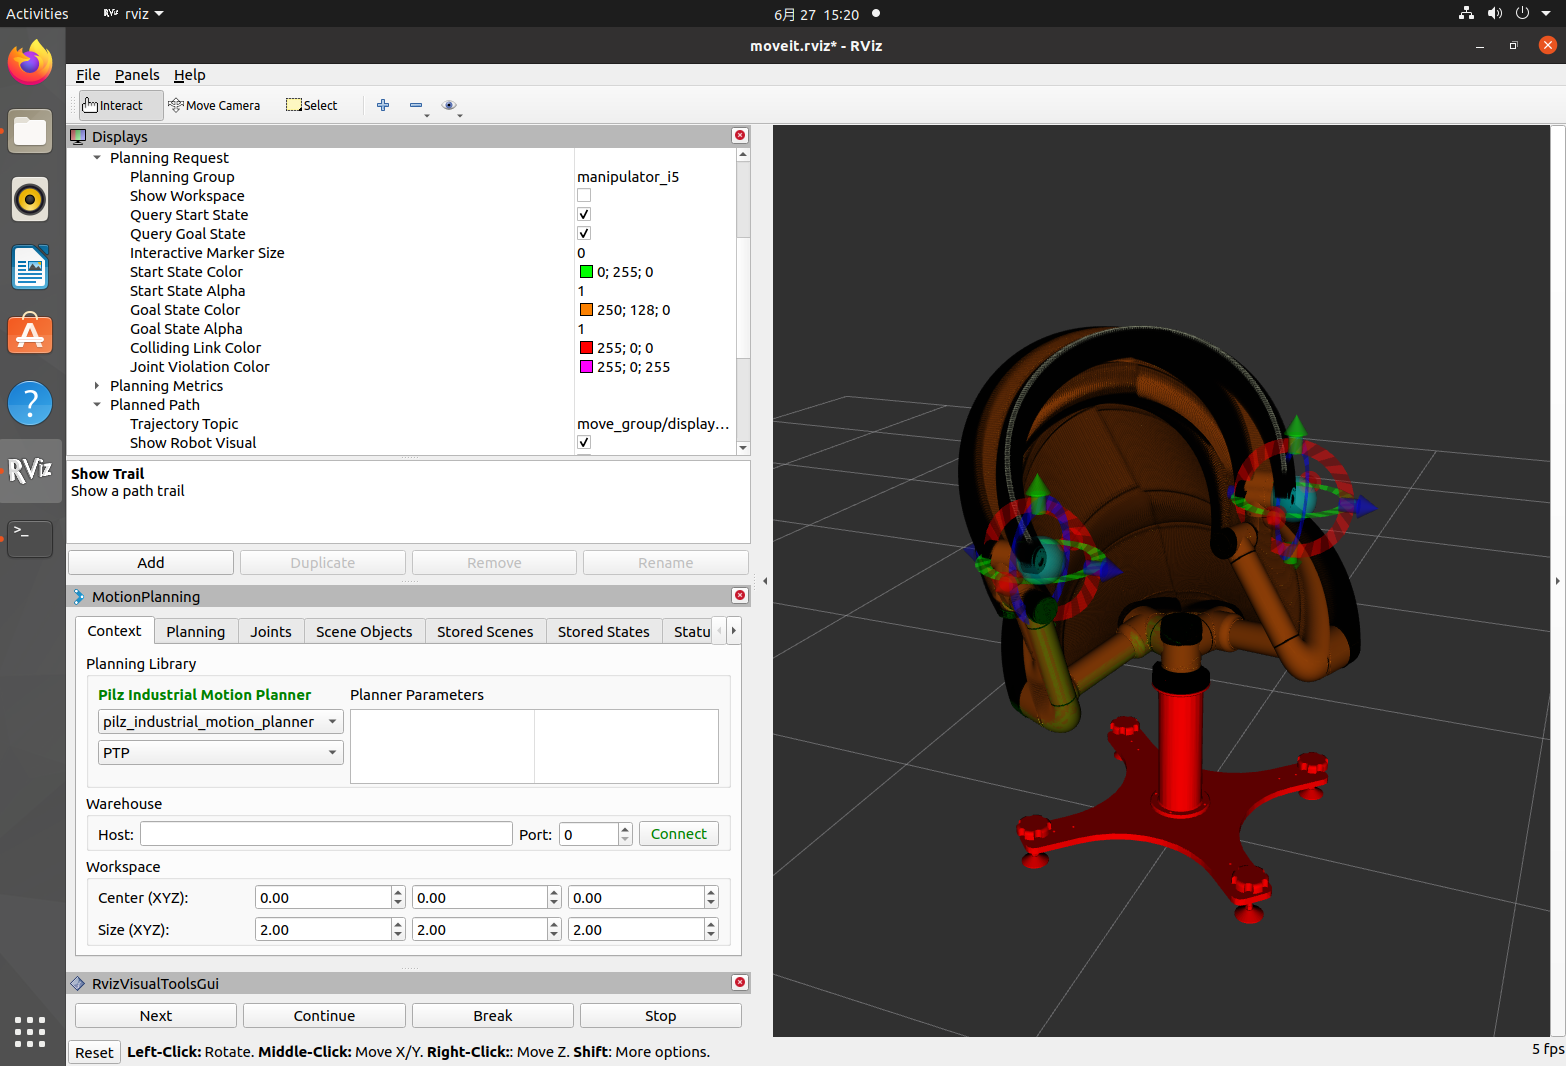 Activities
RViz rviz
6月 27 15:20
moveit.rviz* - RViz
File Panels Help
Interact Move Camera Select
Displays
Planning Request
Planning Group manipulator_i5
Show Workspace
Query Start State
Query Goal State
Interactive Marker Size 0
Start State Color 0; 255; 0
Start State Alpha 1
Goal State Color 250; 128; 0
Goal State Alpha 1
Colliding Link Color 255; 0; 0
Joint Violation Color 255; 0; 255
Planning Metrics
Planned Path
Trajectory Topic move_group/display...
Show Robot Visual
RViz
Show Trail
Show a path trail
>_
Add Duplicate Remove Rename
MotionPlanning
Context Planning Joints Scene Objects Stored Scenes Stored States Statu
Planning Library
Pilz Industrial Motion Planner Planner Parameters
pilz_industrial_motion_planner
PTP
Warehouse
Host: Port: 0 Connect
Workspace
Center (XYZ): 0.00 0.00 0.00
Size (XYZ): 2.00 2.00 2.00
RvizVisualToolsGui
Next Continue Break Stop
Reset Left-Click: Rotate. Middle-Click: Move X/Y. Right-Click:: Move Z. Shift: More options.
5 fps